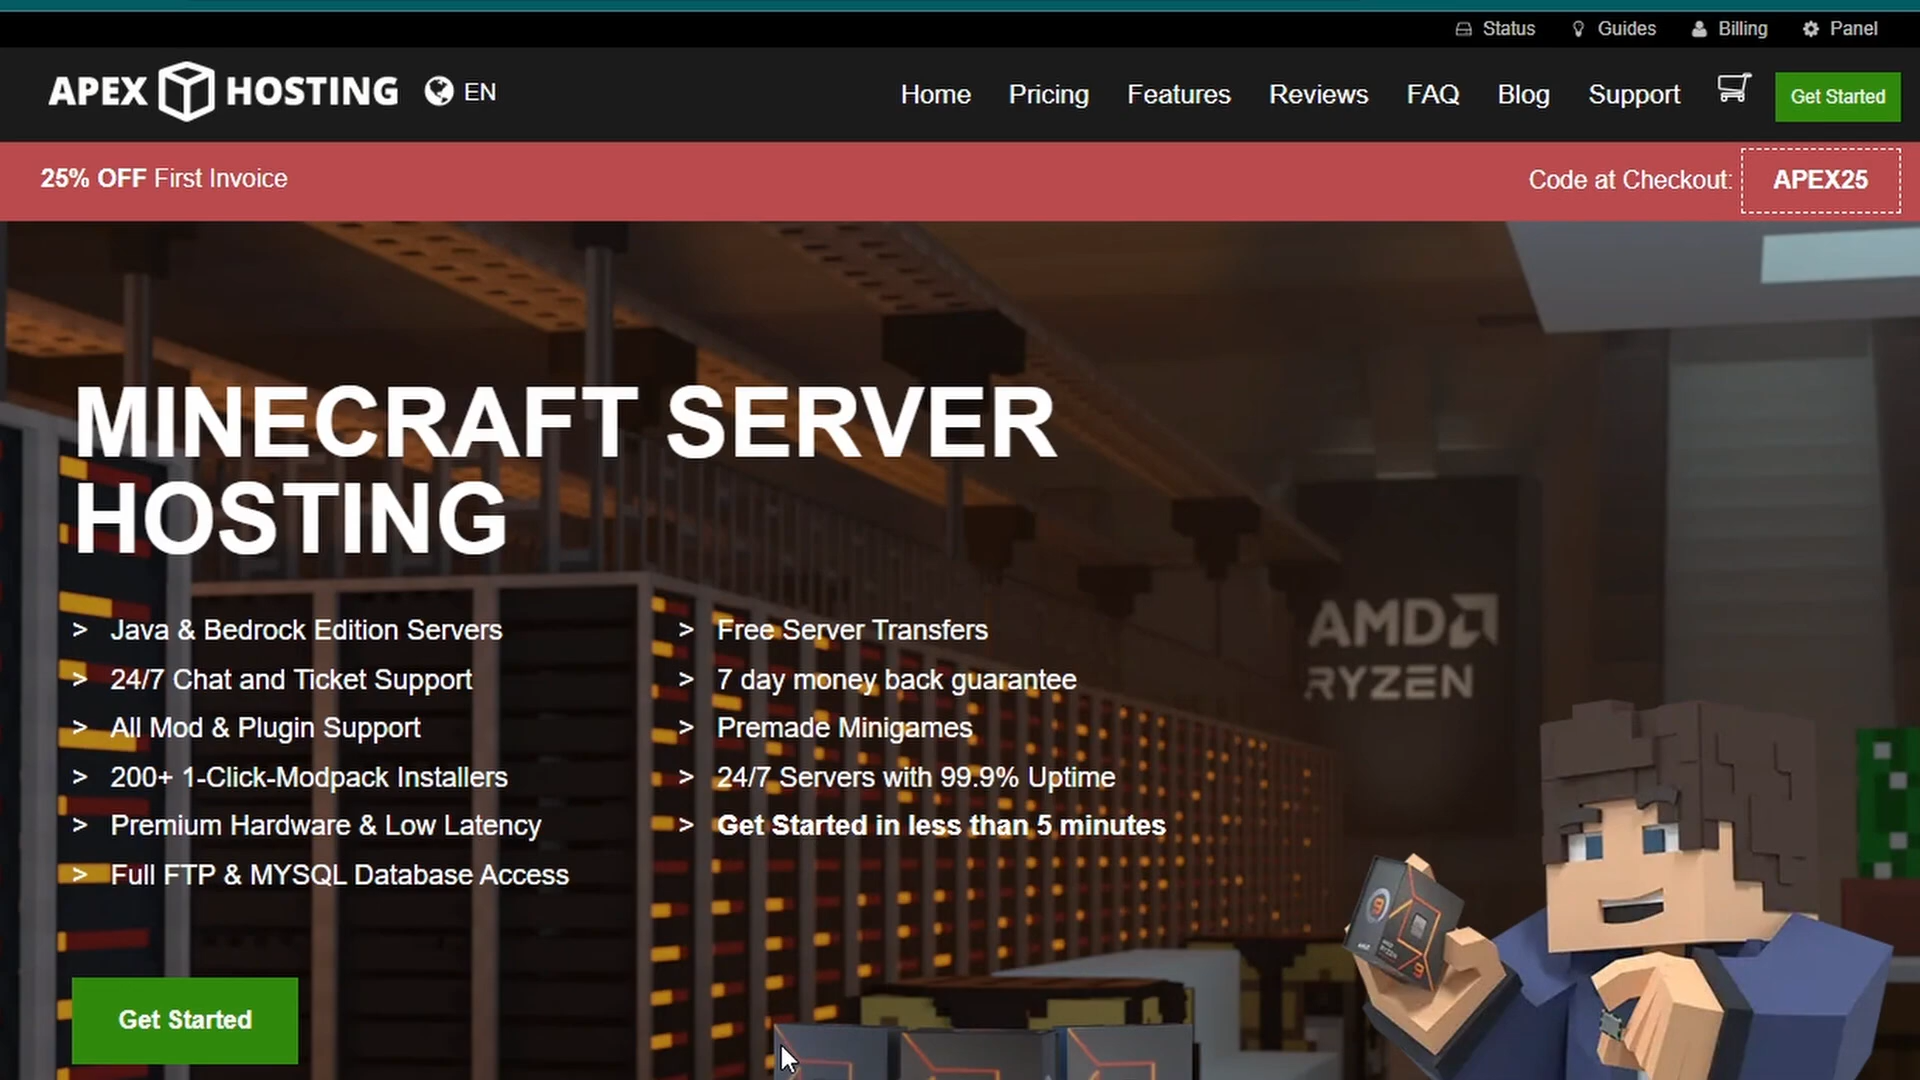 Status Guides Billing Panel
APEX HOSTING EN Home Pricing Features Reviews FAQ Blog Support Get Started
25% OFF First Invoice Code at Checkout: APEX25
MINECRAFT SERVER
HOSTING
> Java & Bedrock Edition Servers
> 24/7 Chat and Ticket Support
> All Mod & Plugin Support
> 200+ 1-Click-Modpack Installers
> Premium Hardware & Low Latency
> Full FTP & MYSQL Database Access
> Free Server Transfers
> 7 day money back guarantee
> Premade Minigames
> 24/7 Servers with 99.9% Uptime
> Get Started in less than 5 minutes
Get Started
AMD
RYZEN
9
AMD
RYZEN
9